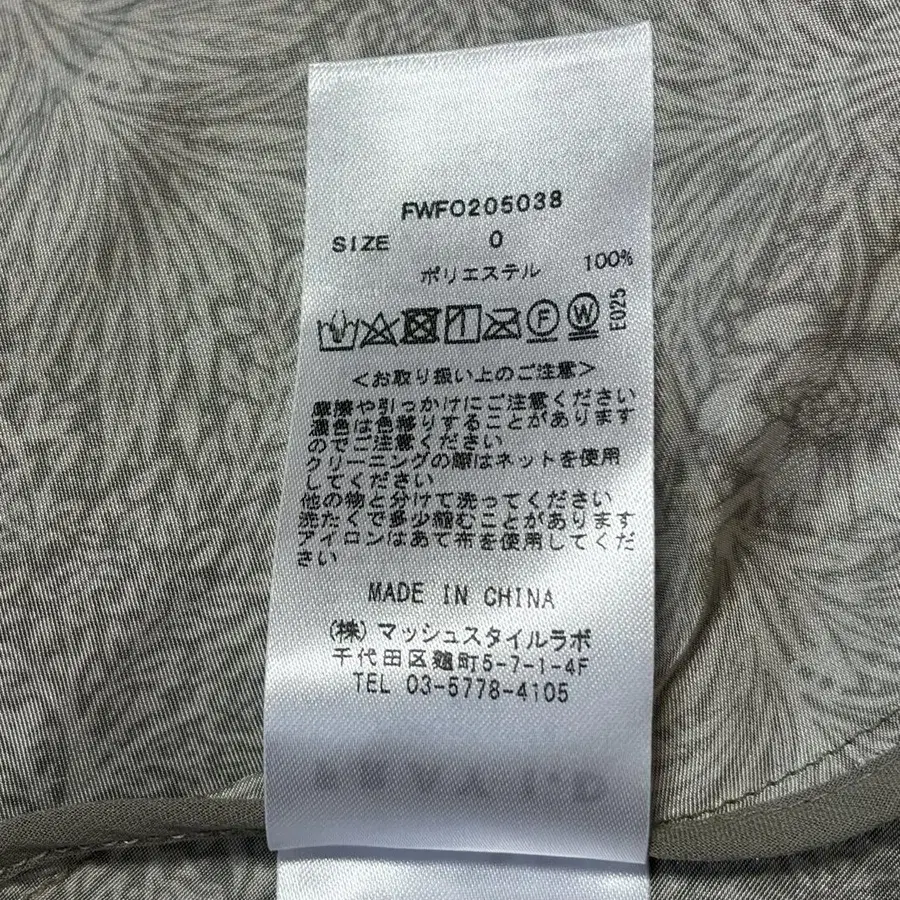 FWFO205038
SIZE 0
ポリエステル 100%
F W E025
＜お取り扱い上のご注意＞
摩擦や引っかけにご注意ください
濃色は色移りすることがあります
のでご注意ください
クリーニングの際はネットを使用
してください
他の物と分けて洗ってください
洗たくで多少縮むことがあります
アイロンはあて布を使用してくだ
さい
MADE IN CHINA
(株) マッシュスタイルラボ
千代田区麹町5-7-1-4F
TEL 03-5778-4105